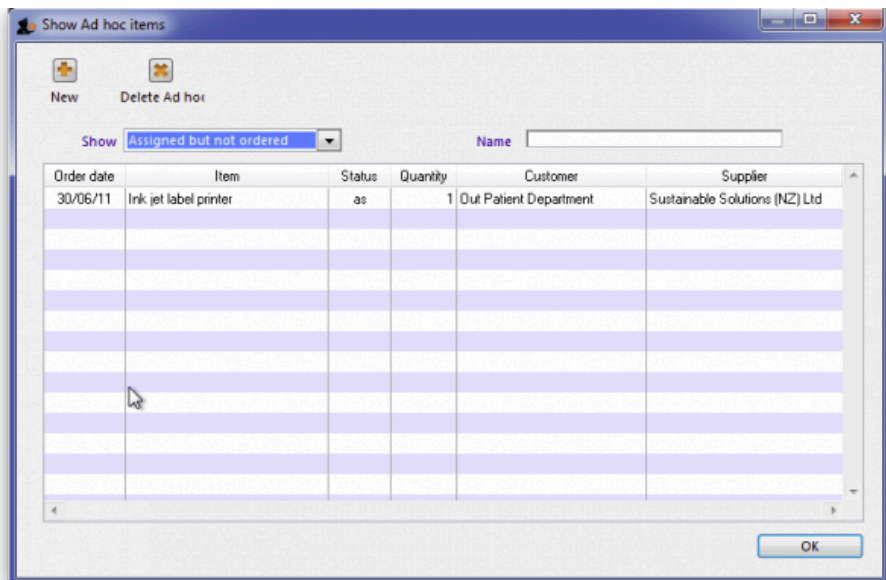 Show Ad hoc items
New Delete Ad hoc
Show Assigned but not ordered Name
Order date Item Status Quantity Customer Supplier
30/06/11 Ink jet label printer as 1 Out Patient Department Sustainable Solutions (NZ) Ltd
OK